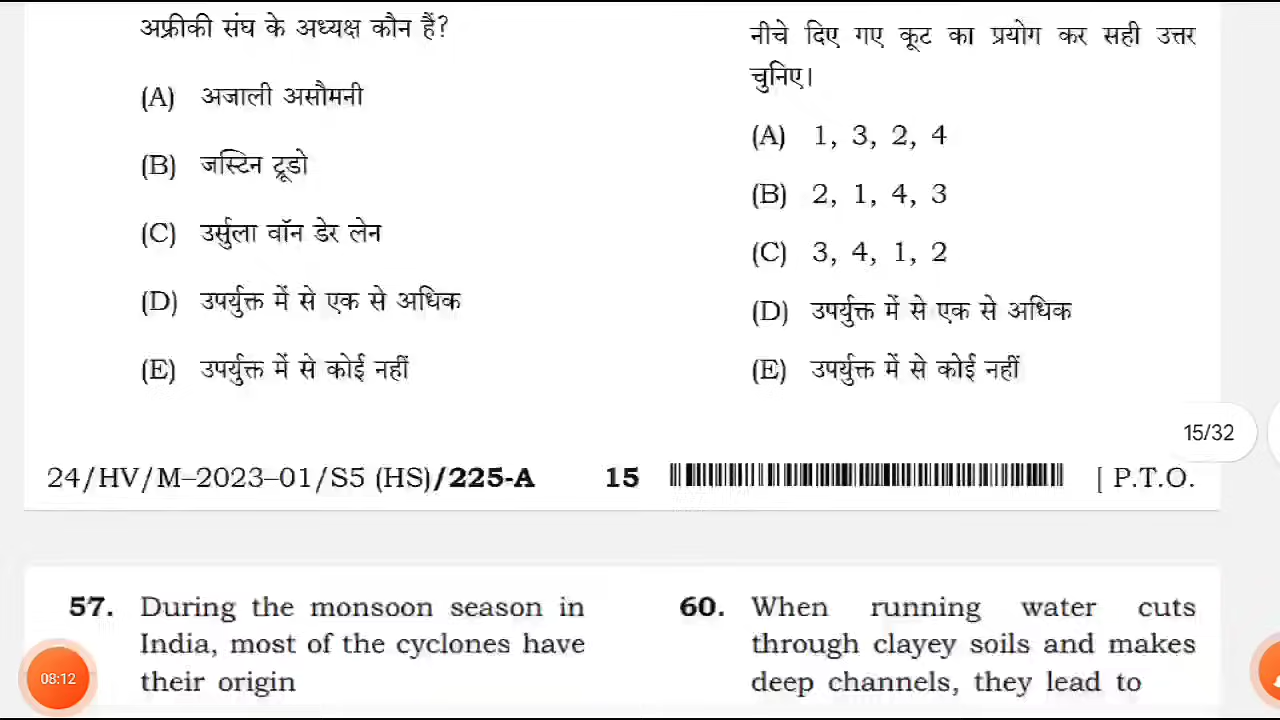 अफ्रीकी संघ के अध्यक्ष कौन हैं?
(A) अजाली असौमनी
(B) जस्टिन ट्रूडो
(C) उर्सुला वॉन डेर लेन
(D) उपर्युक्त में से एक से अधिक
(E) उपर्युक्त में से कोई नहीं
नीचे दिए गए कूट का प्रयोग कर सही उत्तर
चुनिए।
(A) 1, 3, 2, 4
(B) 2, 1, 4, 3
(C) 3, 4, 1, 2
(D) उपर्युक्त में से एक से अधिक
(E) उपर्युक्त में से कोई नहीं
15/32
24/HV/M–2023–01/S5 (HS)/225-A 15 [ P.T.O.
57. During the monsoon season in
India, most of the cyclones have
their origin
60. When running water cuts
through clayey soils and makes
deep channels, they lead to
08:12